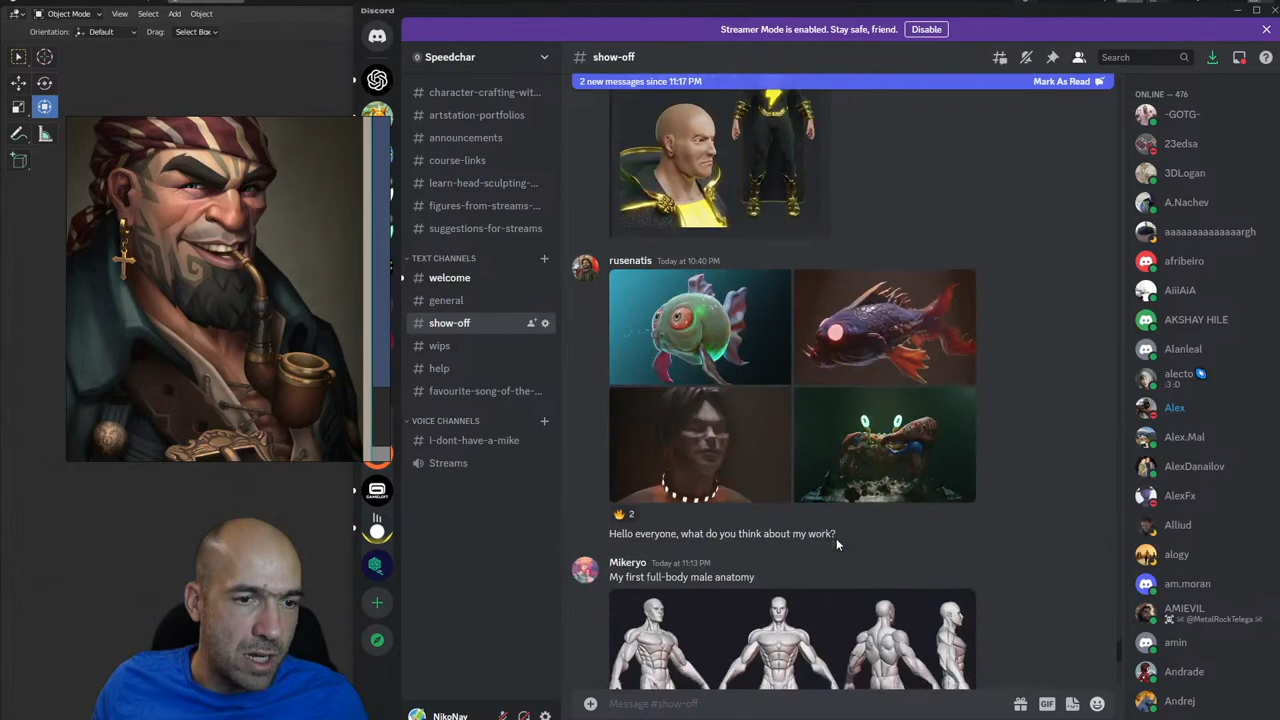 Object Mode
View
Select
Add
Object
Orientation:
Default
Drag:
Select Box
Discord
Streamer Mode is enabled. Stay safe, friend.
Disable
Speedchar
# show-off
Search
2 new messages since 11:17 PM
Mark As Read
# character-crafting-wit...
# artstation-portfolios
# announcements
# course-links
# learn-head-sculpting-...
# figures-from-streams-...
# suggestions-for-streams
TEXT CHANNELS
# welcome
# general
# show-off
# wips
# help
# favourite-song-of-the-...
VOICE CHANNELS
i-dont-have-a-mike
Streams
NikoNav
GAMELOFT
rusenatis Today at 10:40 PM
🔥 2
Hello everyone, what do you think about my work?
Mikeryo Today at 11:13 PM
My first full-body male anatomy
Message #show-off
GIF
ONLINE — 476
-GOTG-
23edsa
3DLogan
A.Nachev
aaaaaaaaaaaaaargh
afribeiro
AiiiAiA
AKSHAY HILE
Alanleal
alecto
:3 :D
Alex
Alex.Mal
AlexDanailov
AlexFx
Alliud
alogy
am.moran
AMIEVIL
@MetalRockTelega
amin
Andrade
Andrej